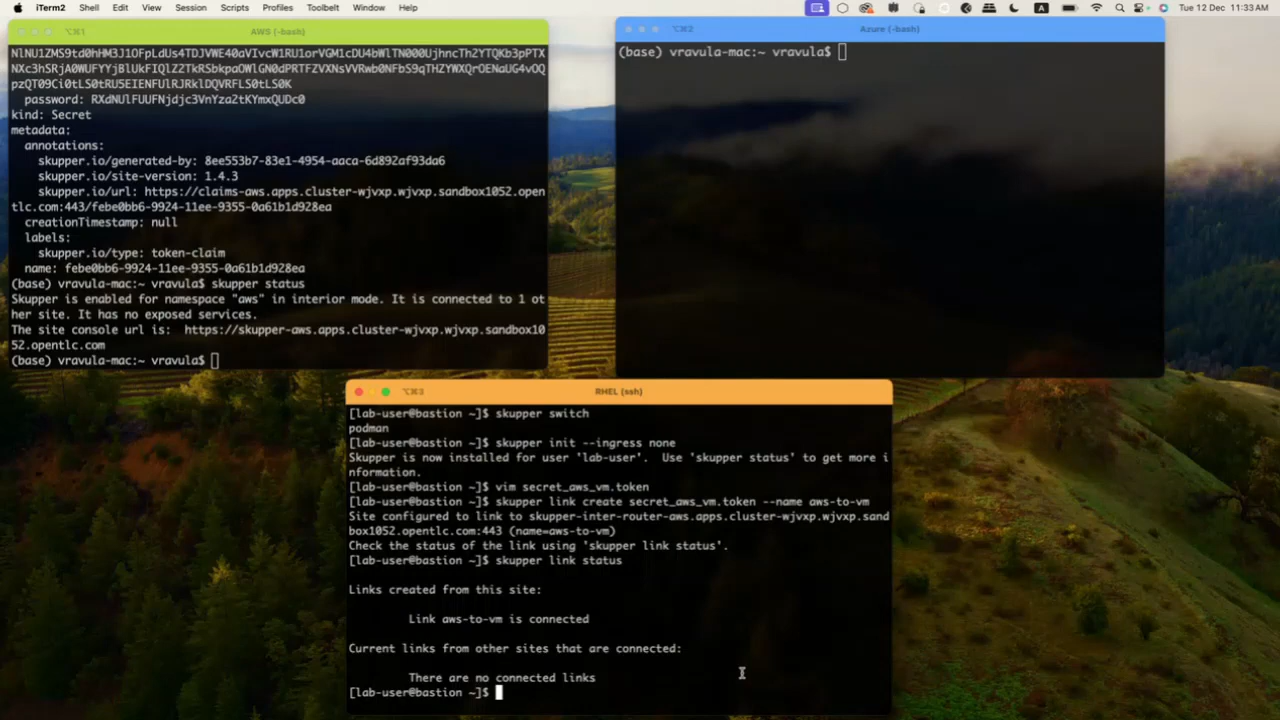 iTerm2 Shell Edit View Session Scripts Profiles Toolbelt Window Help
A
Tue 12 Dec 11:33 AM
⌥⌘1 AWS (-bash)
password: RXdNUlFUUFNjdjc3VnYza2tKYmxQUDc0
kind: Secret
metadata:
annotations:
skupper.io/generated-by: 8ee553b7-83e1-4954-aaca-6d892af93da6
skupper.io/site-version: 1.4.3
skupper.io/url: https://claims-aws.apps.cluster-wjvxp.wjvxp.sandbox1052.open
tlc.com:443/febe0bb6-9924-11ee-9355-0a61b1d928ea
creationTimestamp: null
labels:
skupper.io/type: token-claim
name: febe0bb6-9924-11ee-9355-0a61b1d928ea
(base) vravula-mac:~ vravula$ skupper status
Skupper is enabled for namespace "aws" in interior mode. It is connected to 1 ot
her site. It has no exposed services.
The site console url is:  https://skupper-aws.apps.cluster-wjvxp.wjvxp.sandbox10
52.opentlc.com
(base) vravula-mac:~ vravula$
⌥⌘2 Azure (-bash)
(base) vravula-mac:~ vravula$
⌥⌘3 RHEL (ssh)
[lab-user@bastion ~]$ skupper switch
podman
[lab-user@bastion ~]$ skupper init --ingress none
Skupper is now installed for user 'lab-user'.  Use 'skupper status' to get more i
nformation.
[lab-user@bastion ~]$ vim secret_aws_vm.token
[lab-user@bastion ~]$ skupper link create secret_aws_vm.token --name aws-to-vm
Site configured to link to skupper-inter-router-aws.apps.cluster-wjvxp.wjvxp.sand
box1052.opentlc.com:443 (name=aws-to-vm)
Check the status of the link using 'skupper link status'.
[lab-user@bastion ~]$ skupper link status
Links created from this site:
Link aws-to-vm is connected
Current links from other sites that are connected:
There are no connected links
[lab-user@bastion ~]$